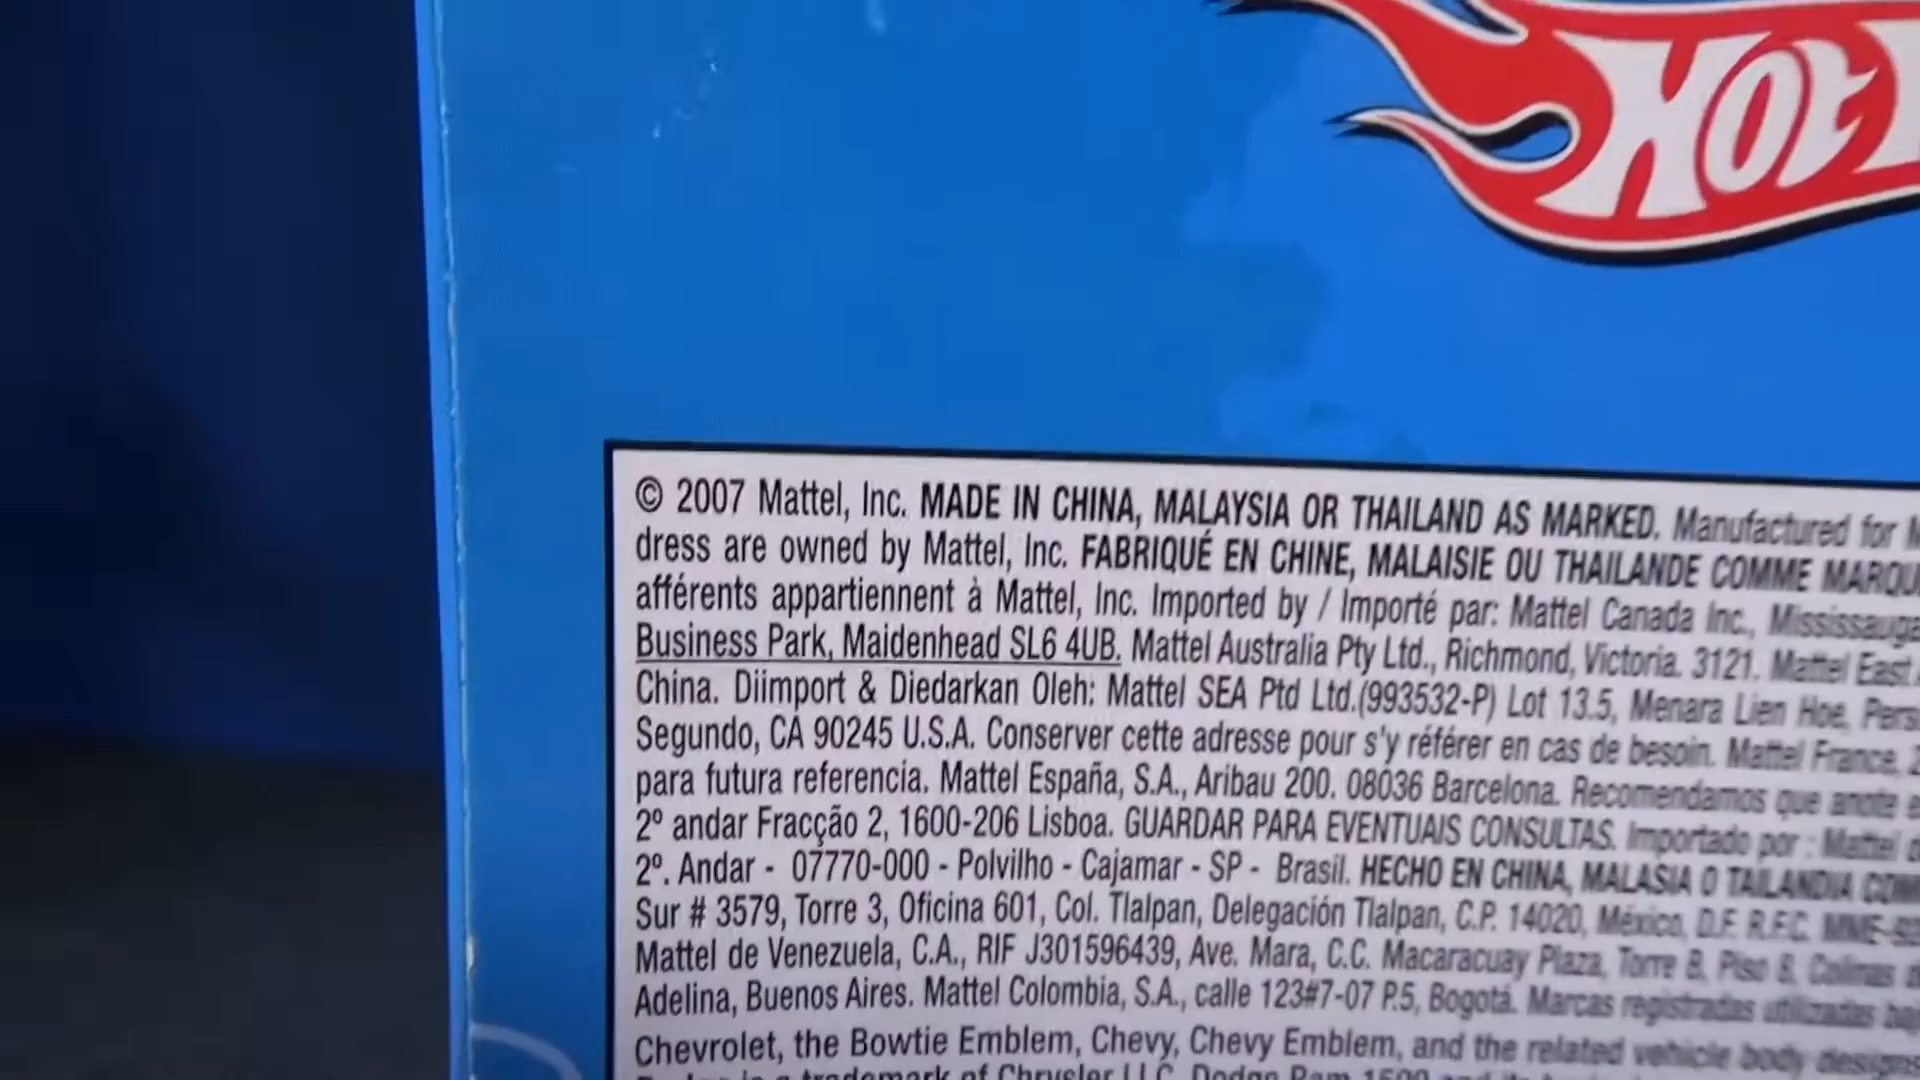 HOT
© 2007 Mattel, Inc. MADE IN CHINA, MALAYSIA OR THAILAND AS MARKED. Manufactured for
dress are owned by Mattel, Inc. FABRIQUÉ EN CHINE, MALAISIE OU THAILANDE COMME
afférents appartiennent à Mattel, Inc. Imported by / Importé par: Mattel Canada Inc., Mississauga
Business Park, Maidenhead SL6 4UB. Mattel Australia Pty Ltd., Richmond, Victoria. 3121. Mattel East
China. Diimport & Diedarkan Oleh: Mattel SEA Ptd Ltd.(993532-P) Lot 13.5, Menara Lien Hoe,
Segundo, CA 90245 U.S.A. Conserver cette adresse pour s'y référer en cas de besoin. Mattel France,
para futura referencia. Mattel España, S.A., Aribau 200. 08036 Barcelona. Recomendamos que anote
2º andar Fracção 2, 1600-206 Lisboa. GUARDAR PARA EVENTUAIS CONSULTAS. Importado por : Mattel
2º. Andar - 07770-000 - Polvilho - Cajamar - SP - Brasil. HECHO EN CHINA, MALASIA O TAILANDIA
Sur # 3579, Torre 3, Oficina 601, Col. Tlalpan, Delegación Tlalpan, C.P. 14020, México, D.F. R.F.C.
Mattel de Venezuela, C.A., RIF J301596439, Ave. Mara, C.C. Macaracuay Plaza, Torre B, Piso 8, Colinas
Adelina, Buenos Aires. Mattel Colombia, S.A., calle 123#7-07 P.5, Bogotá. Marcas registradas utilizadas
Chevrolet, the Bowtie Emblem, Chevy, Chevy Emblem, and the related vehicle body designs
trademark of Chrysler LLC. Dodge Ram 1500